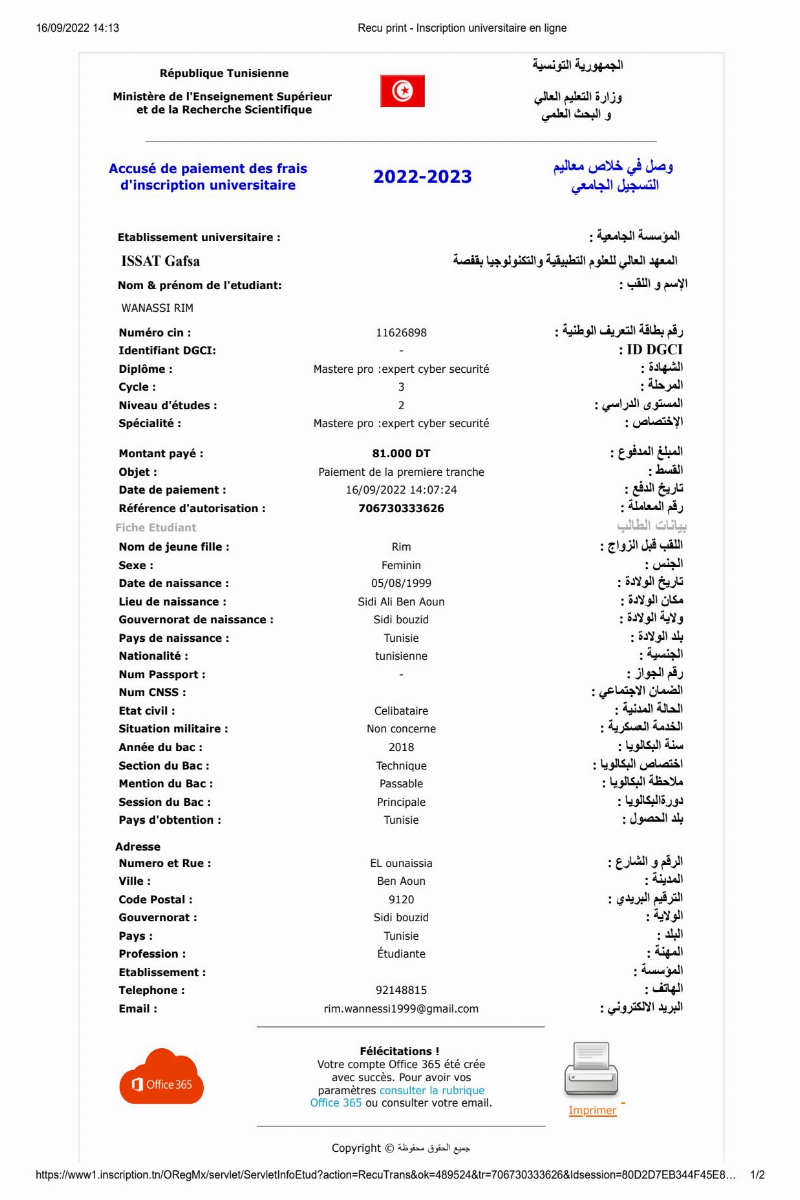 16/09/2022 14:13 Recu print - Inscription universitaire en ligne
République Tunisienne الجمهورية التونسية
Ministère de l'Enseignement Supérieur وزارة التعليم العالي
et de la Recherche Scientifique و البحث العلمي
Accusé de paiement des frais 2022-2023 وصل في خلاص معاليم
d'inscription universitaire التسجيل الجامعي
Etablissement universitaire : المؤسسة الجامعية :
ISSAT Gafsa المعهد العالي للعلوم التطبيقية والتكنولوجيا بقفصة
Nom & prénom de l'etudiant: الإسم و اللقب :
WANASSI RIM
Numéro cin : 11626898 رقم بطاقة التعريف الوطنية :
Identifiant DGCI: - ID DGCI :
Diplôme : Mastere pro :expert cyber securité الشهادة :
Cycle : 3 المرحلة :
Niveau d'études : 2 المستوى الدراسي :
Spécialité : Mastere pro :expert cyber securité الإختصاص :
Montant payé : 81.000 DT المبلغ المدفوع :
Objet : Paiement de la premiere tranche القسط :
Date de paiement : 16/09/2022 14:07:24 تاريخ الدفع :
Référence d'autorisation : 706730333626 رقم المعاملة :
Fiche Etudiant بيانات الطالب
Nom de jeune fille : Rim اللقب قبل الزواج :
Sexe : Feminin الجنس :
Date de naissance : 05/08/1999 تاريخ الولادة :
Lieu de naissance : Sidi Ali Ben Aoun مكان الولادة :
Gouvernorat de naissance : Sidi bouzid ولاية الولادة :
Pays de naissance : Tunisie بلد الولادة :
Nationalité : tunisienne الجنسية :
Num Passport : - رقم الجواز :
Num CNSS : الضمان الاجتماعي :
Etat civil : Celibataire الحالة المدنية :
Situation militaire : Non concerne الخدمة العسكرية :
Année du bac : 2018 سنة البكالويا :
Section du Bac : Technique اختصاص البكالويا :
Mention du Bac : Passable ملاحظة البكالويا :
Session du Bac : Principale دورةالبكالويا :
Pays d'obtention : Tunisie بلد الحصول :
Adresse
Numero et Rue : EL ounaissia الرقم و الشارع :
Ville : Ben Aoun المدينة :
Code Postal : 9120 الترقيم البريدي :
Gouvernorat : Sidi bouzid الولاية :
Pays : Tunisie البلد :
Profession : Étudiante المهنة :
Etablissement : المؤسسة :
Telephone : 92148815 الهاتف :
Email : rim.wannessi1999@gmail.com البريد الالكتروني :
Félécitations !
Votre compte Office 365 été crée
avec succès. Pour avoir vos
paramètres consulter la rubrique
Office 365 ou consulter votre email.
Office 365
Imprimer
Copyright © جميع الحقوق محفوظة
https://www1.inscription.tn/ORegMx/servlet/ServletInfoEtud?action=RecuTrans&ok=489524&tr=706730333626&Idsession=80D2D7EB344F45E8… 1/2